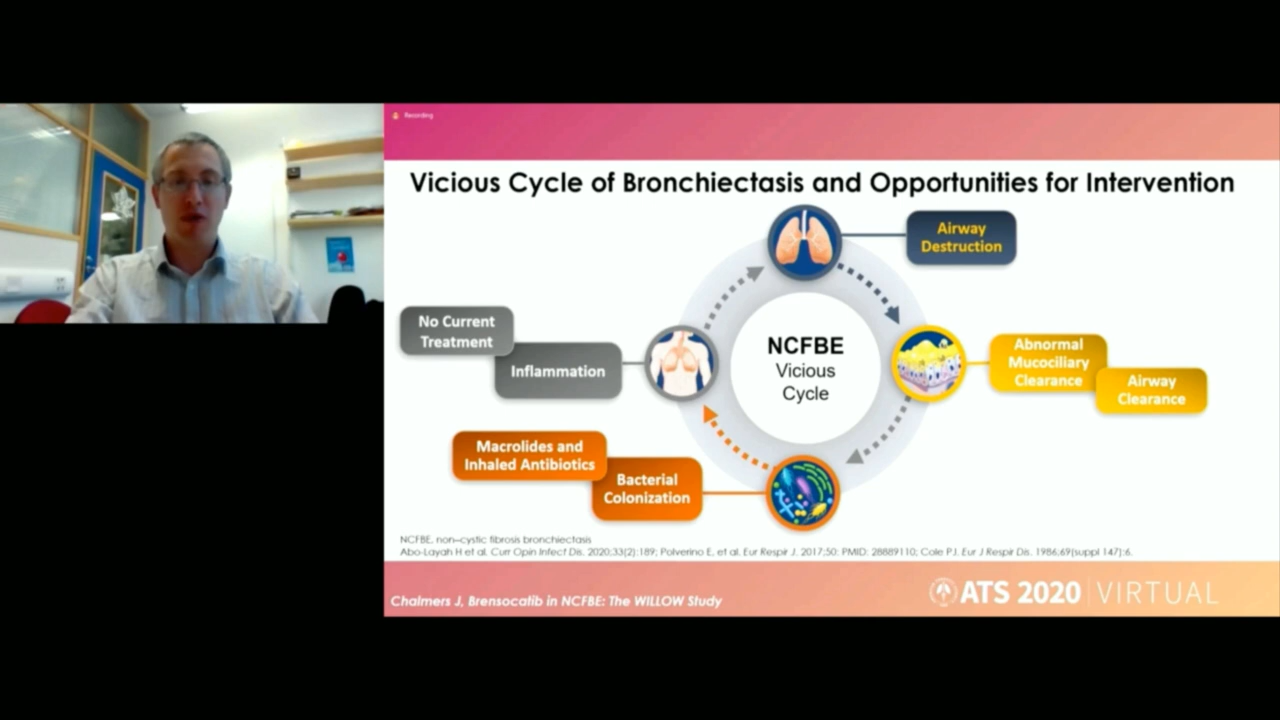 Recording
Vicious Cycle of Bronchiectasis and Opportunities for Intervention
Airway
Destruction
No Current
Treatment
Inflammation
NCFBE
Vicious
Cycle
Abnormal
Mucociliary
Clearance
Airway
Clearance
Macrolides and
Inhaled Antibiotics
Bacterial
Colonization
NCFBE, non–cystic fibrosis bronchiectasis
Abo-Layah H et al. Curr Opin Infect Dis. 2020;33(2):189; Polverino E, et al. Eur Respir J. 2017;50: PMID: 28889110; Cole PJ. Eur J Respir Dis. 1986;69(suppl 147):6.
Chalmers J, Brensocatib in NCFBE: The WILLOW Study
ATS 2020 | VIRTUAL